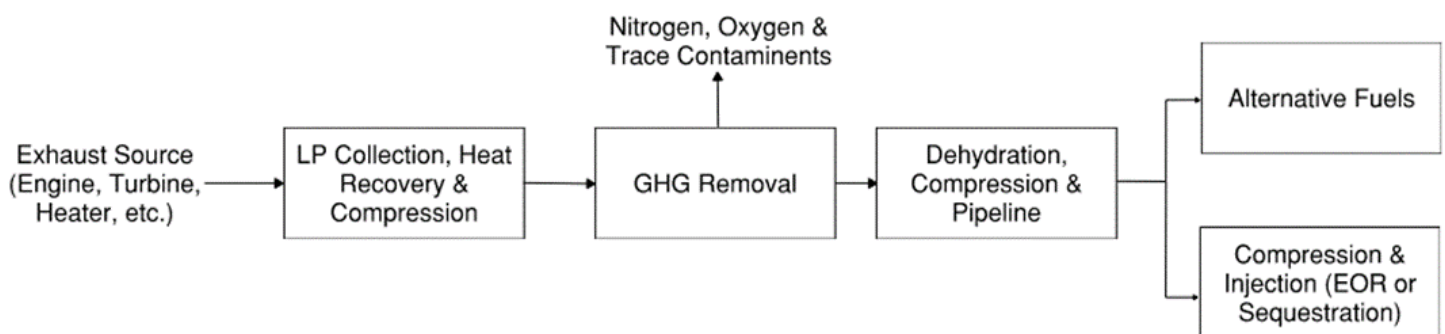 Nitrogen, Oxygen &
Trace Contaminents
Exhaust Source
(Engine, Turbine,
Heater, etc.)
LP Collection, Heat
Recovery &
Compression
GHG Removal
Dehydration,
Compression &
Pipeline
Alternative Fuels
Compression &
Injection (EOR or
Sequestration)